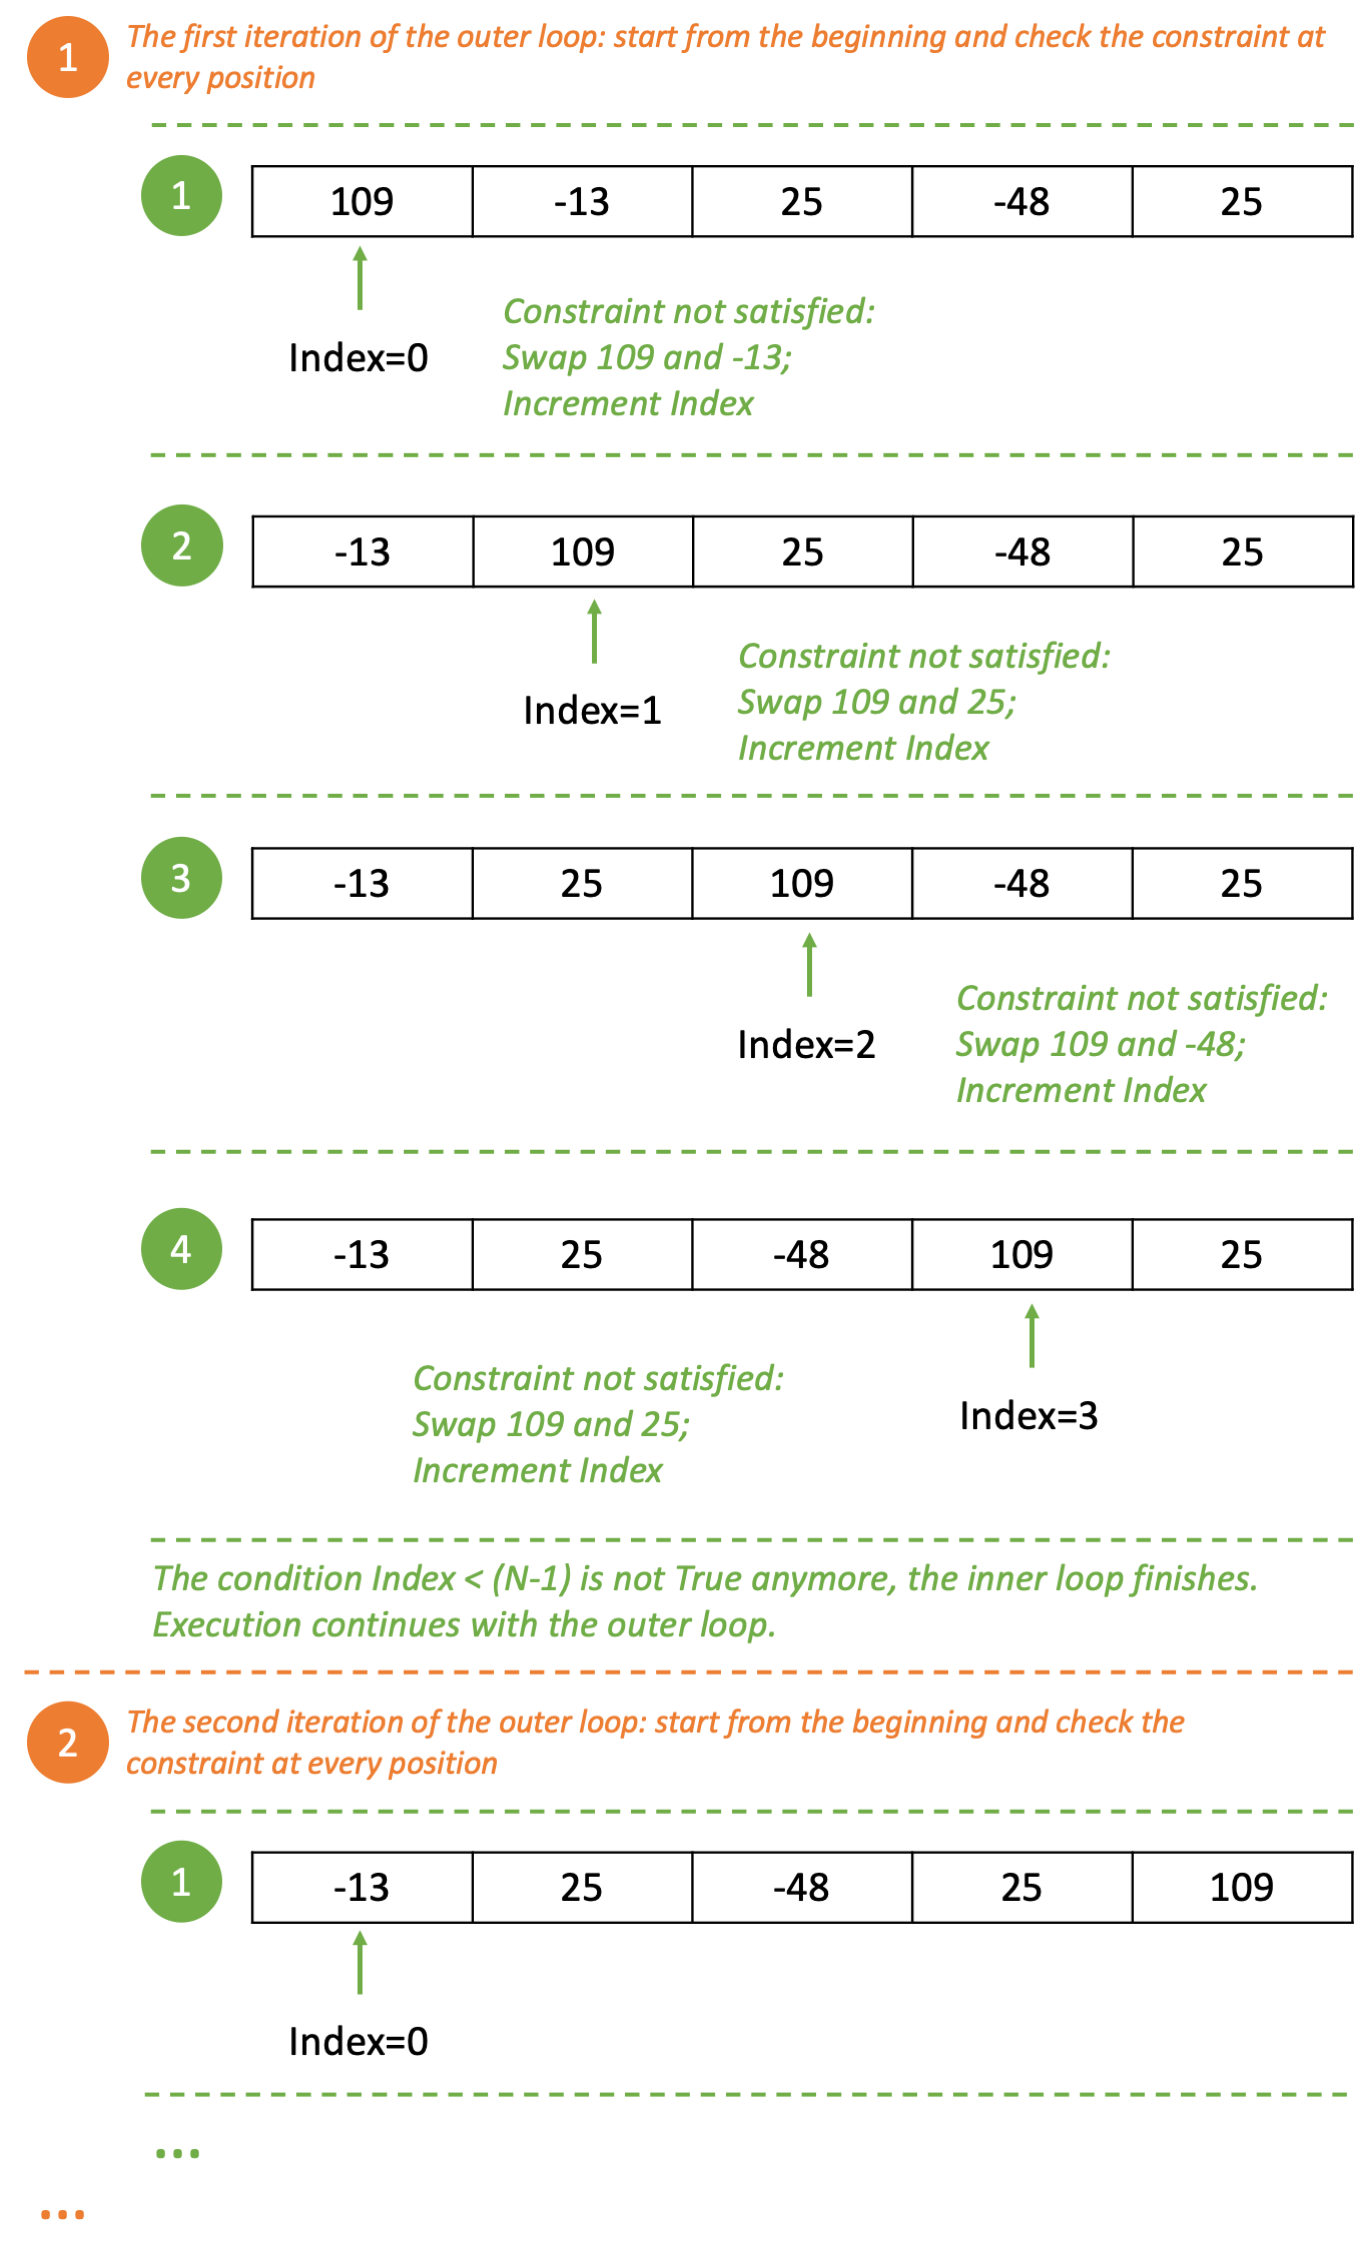 1
The first iteration of the outer loop: start from the beginning and check the constraint at
every position
1
109 -13 25 -48 25
Index=0
Constraint not satisfied:
Swap 109 and -13;
Increment Index
2
-13 109 25 -48 25
Index=1
Constraint not satisfied:
Swap 109 and 25;
Increment Index
3
-13 25 109 -48 25
Index=2
Constraint not satisfied:
Swap 109 and -48;
Increment Index
4
-13 25 -48 109 25
Constraint not satisfied:
Swap 109 and 25;
Increment Index
Index=3
The condition Index < (N-1) is not True anymore, the inner loop finishes.
Execution continues with the outer loop.
2
The second iteration of the outer loop: start from the beginning and check the
constraint at every position
1
-13 25 -48 25 109
Index=0
...
...